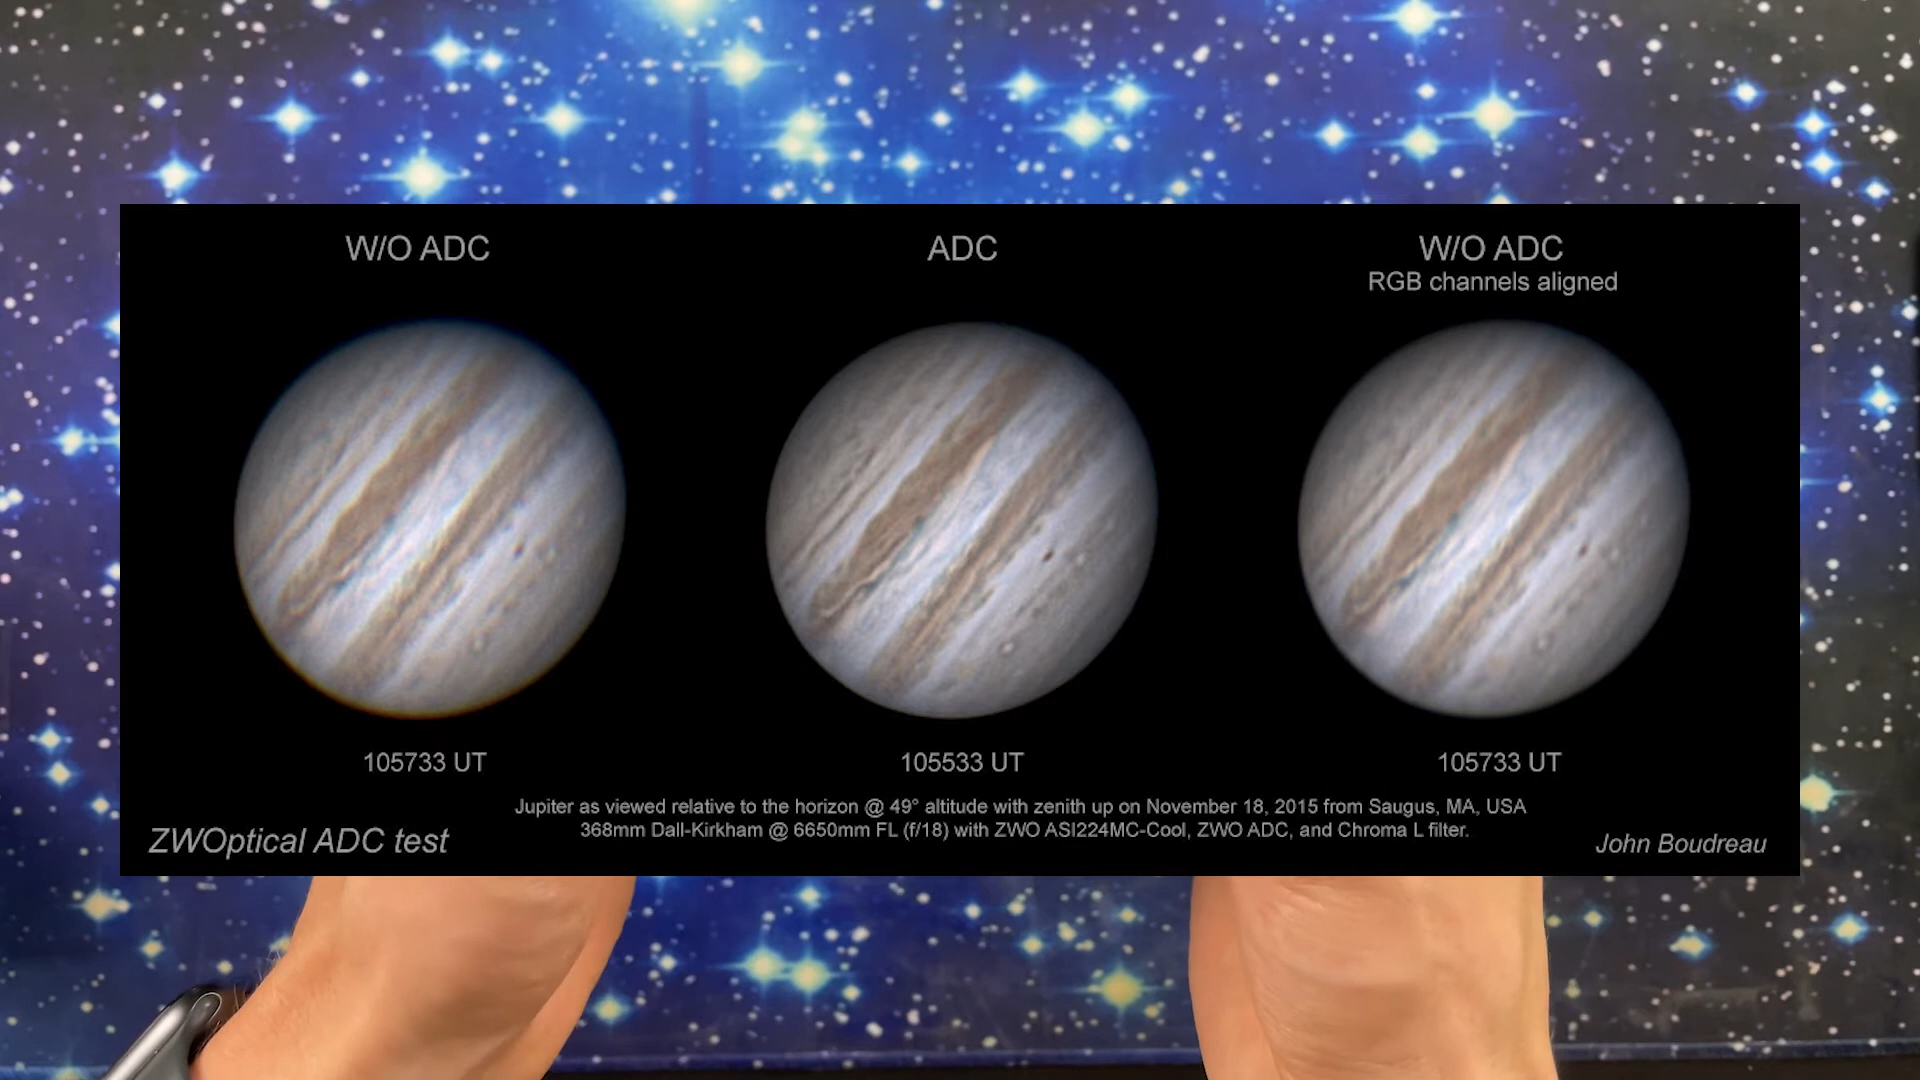 W/O ADC
ADC
W/O ADC
RGB channels aligned
105733 UT
105533 UT
105733 UT
Jupiter as viewed relative to the horizon @ 49° altitude with zenith up on November 18, 2015 from Saugus, MA, USA
368mm Dall-Kirkham @ 6650mm FL (f/18) with ZWO ASI224MC-Cool, ZWO ADC, and Chroma L filter.
ZWOptical ADC test
John Boudreau